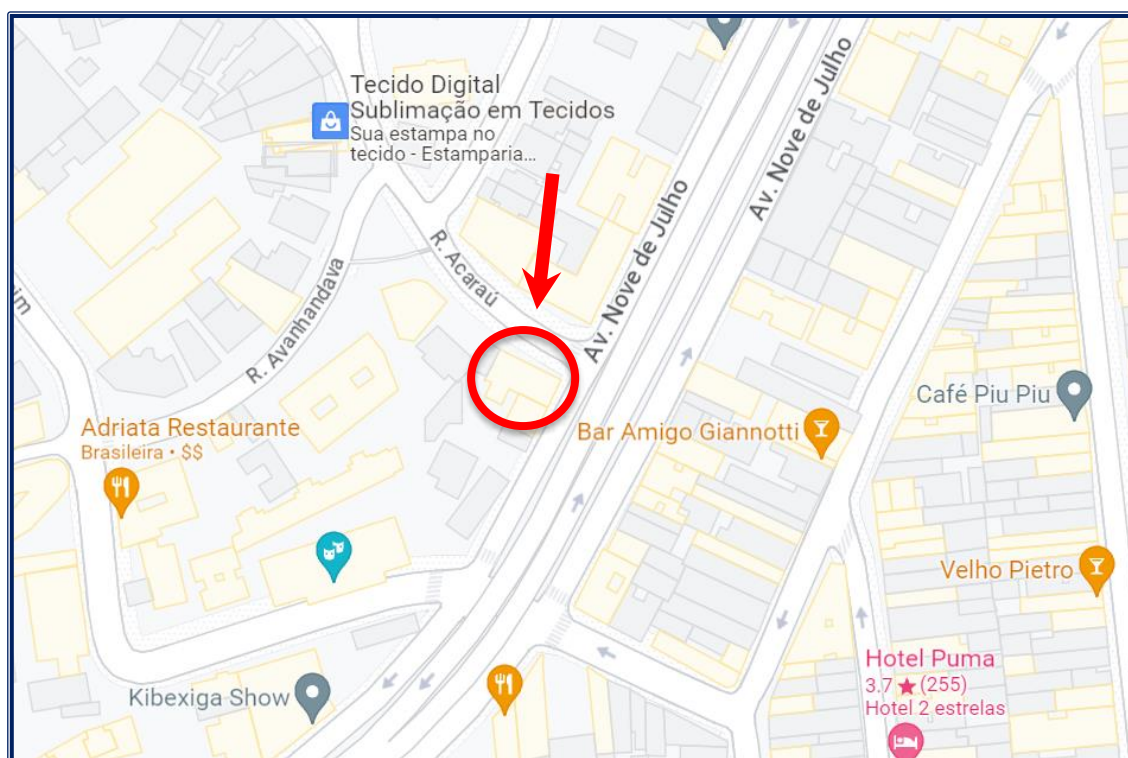 Tecido Digital
Sublimação em Tecidos
Sua estampa no
tecido - Estamparia...
Av. Nove de Julho
Av. Nove de Julho
R. Acaraú
R. Avanhandava
im
Adriata Restaurante
Brasileira • $$
Bar Amigo Giannotti
Café Piu Piu
Velho Pietro
Kibexiga Show
Hotel Puma
3.7 ★ (255)
Hotel 2 estrelas